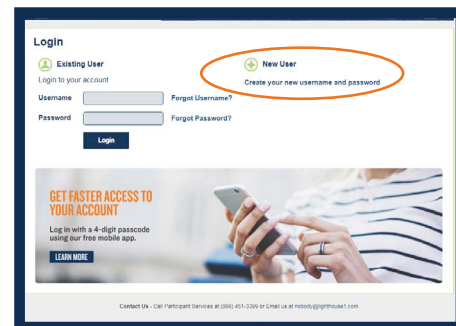 Login
Existing User
Login to your account
Username
Forgot Username?
Password
Forgot Password?
Login
New User
Create your new username and password
GET FASTER ACCESS TO
YOUR ACCOUNT
Log in with a 4-digit passcode
using our free mobile app.
LEARN MORE
Contact Us - Call Participant Services at (866) 451-3399 or Email us at nobody@lighthouse1.com